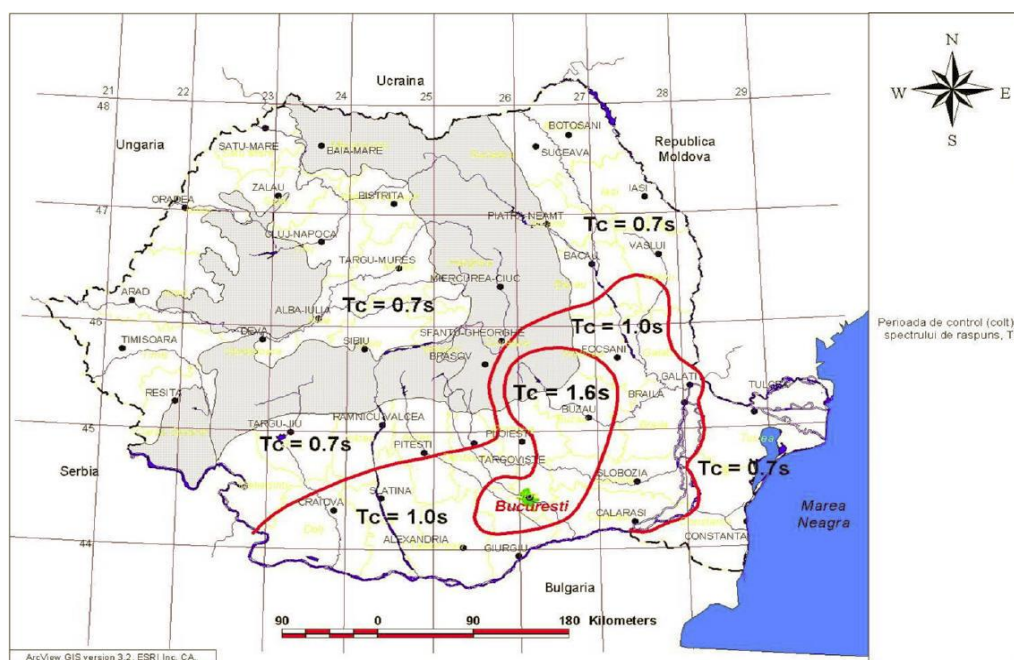 N
W E
S
Ucraina
21 22 23 24 25 26 27 28 29
48
Ungaria
SATU-MARE
BAIA-MARE
BOTOSANI
SUCEAVA
Republica
Moldova
ZALAU
BISTRITA
IASI
ORADEA
47
PIATRA-NEAMT
Tc = 0.7s
CLUJ-NAPOCA
VASLUI
TARGU-MURES
BACAU
MIERCUREA-CIUC
ARAD
Tc = 0.7s
ALBA-IULIA
46
Tc = 1.0s
Perioada de control (colt)
spectrului de raspuns, T
DEVA
SFANTU-GHEORGHE
TIMISOARA
SIBIU
BRASOV
FOCSANI
GALATI
TULCEA
RESITA
Tc = 1.6s
BRAILA
RAMNICU-VALCEA
BUZAU
45
TARGU-JIU
Tc = 0.7s
PITESTI
PLOIESTI
TARGOVISTE
Serbia
SLOBOZIA
Tc = 0.7s
CRAIOVA
SLATINA
Bucuresti
Tc = 1.0s
CALARASI
Marea
Neagra
ALEXANDRIA
CONSTANTA
44
GIURGIU
Bulgaria
90 0 90 180 Kilometers
ArcView GIS version 3.2, ESRI Inc. CA.